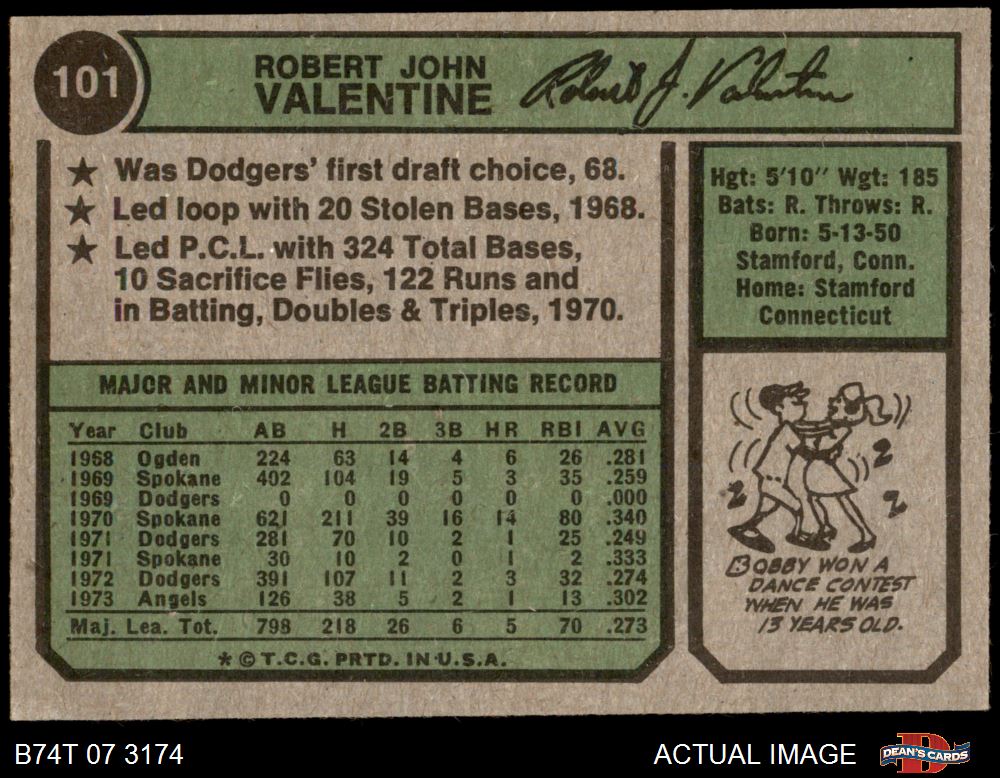 101
ROBERT JOHN
VALENTINE
Robert J. Valentine
★ Was Dodgers' first draft choice, 68.
★ Led loop with 20 Stolen Bases, 1968.
★ Led P.C.L. with 324 Total Bases,
10 Sacrifice Flies, 122 Runs and
in Batting, Doubles & Triples, 1970.
Hgt: 5'10" Wgt: 185
Bats: R. Throws: R.
Born: 5-13-50
Stamford, Conn.
Home: Stamford
Connecticut
MAJOR AND MINOR LEAGUE BATTING RECORD
Year Club AB H 2B 3B HR RBI AVG
1968 Ogden 224 63 14 4 6 26 .281
1969 Spokane 402 104 19 5 3 35 .259
1969 Dodgers 0 0 0 0 0 0 .000
1970 Spokane 621 211 39 16 14 80 .340
1971 Dodgers 281 70 10 2 1 25 .249
1971 Spokane 30 10 2 0 1 2 .333
1972 Dodgers 391 107 11 2 3 32 .274
1973 Angels 126 38 5 2 1 13 .302
Maj. Lea. Tot. 798 218 26 6 5 70 .273
* © T.C.G. PRTD. IN U.S.A.
BOBBY WON A
DANCE CONTEST
WHEN HE WAS
13 YEARS OLD.
B74T 07 3174
ACTUAL IMAGE
DEAN'S CARDS